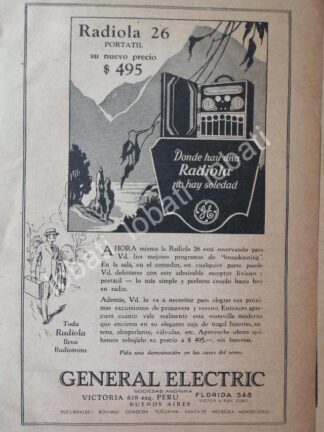 Radiola 26
PORTATIL
su nuevo precio
$ 495
Donde hay una
Radiola
no hay soledad
GE
AHORA mismo la Radiola 26 está reservando para
Vd. los mejores programas de "broadcasting".
En la sala, en el comedor, en cualquier parte puede
Vd. deleitarse con este admirable receptor liviano
portátil — lo más simple y perfecto creado hasta hoy
en radio.
Además, Vd. lo va a necesitar para alegrar sus próxi-
mas excursiones de primavera y verano. Entonces apre-
ciará cuánto vale realmente esta maravilla moderna
que encierra en su elegante caja de nogal baterías, an-
tena, altoparlante, válvulas, etc. Aproveche ahora que
hemos rebajado su precio a $ 495.—, sin baterías.
Toda
Radiola
lleva
Radiotrons
Pida una demostración en las casas del ramo.
GENERAL ELECTRIC
SOCIEDAD ANONIMA
VICTORIA 618 esq. PERU
FLORIDA 548
VICTOR X RAY CORP.
BUENOS AIRES
SUCURSALES: ROSARIO CORDOBA TUCUMAN SANTA FE MENDOZA MONTEVIDEO